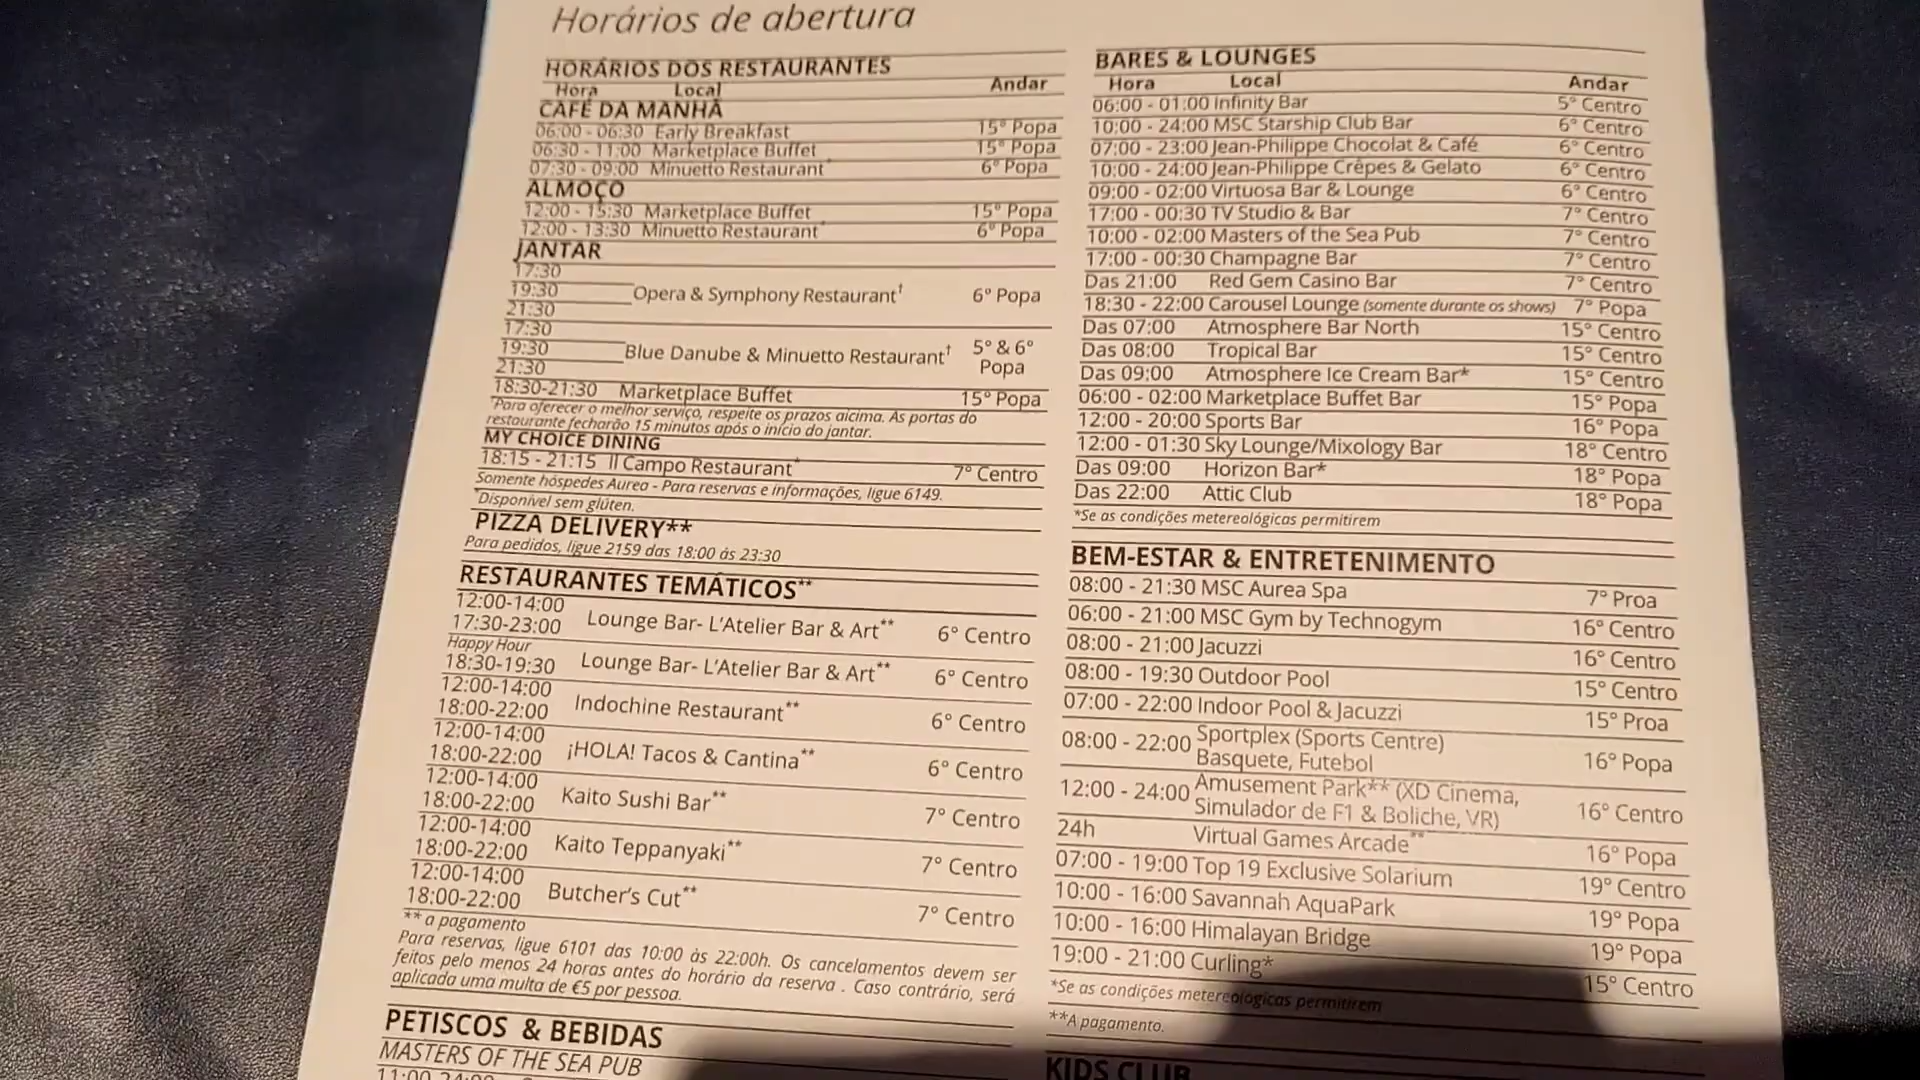 Horários de abertura
HORÁRIOS DOS RESTAURANTES
Hora Local Andar
CAFÉ DA MANHÃ
06:00 - 06:30 Early Breakfast 15° Popa
06:30 - 11:00 Marketplace Buffet 15° Popa
07:30 - 09:00 Minuetto Restaurant* 6° Popa
ALMOÇO
12:00 - 15:30 Marketplace Buffet 15° Popa
12:00 - 13:30 Minuetto Restaurant* 6° Popa
JANTAR
17:30
19:30 Opera & Symphony Restaurant† 6° Popa
21:30
17:30
19:30 Blue Danube & Minuetto Restaurant† 5° & 6°
21:30 Popa
18:30-21:30 Marketplace Buffet 15° Popa
*Para oferecer o melhor serviço, respeite os prazos aicima. As portas do
restaurante fecharão 15 minutos após o início do jantar.
MY CHOICE DINING
18:15 - 21:15 Il Campo Restaurant* 7° Centro
Somente hóspedes Aurea - Para reservas e informações, ligue 6149.
*Disponível sem glúten.
PIZZA DELIVERY**
Para pedidos, ligue 2159 das 18:00 ás 23:30
RESTAURANTES TEMÁTICOS**
12:00-14:00
17:30-23:00 Lounge Bar- L'Atelier Bar & Art** 6° Centro
Happy Hour
18:30-19:30 Lounge Bar- L'Atelier Bar & Art** 6° Centro
12:00-14:00
18:00-22:00 Indochine Restaurant** 6° Centro
12:00-14:00
18:00-22:00 ¡HOLA! Tacos & Cantina** 6° Centro
12:00-14:00
18:00-22:00 Kaito Sushi Bar** 7° Centro
12:00-14:00
18:00-22:00 Kaito Teppanyaki** 7° Centro
12:00-14:00
18:00-22:00 Butcher's Cut** 7° Centro
** a pagamento
Para reservas, ligue 6101 das 10:00 às 22:00h. Os cancelamentos devem ser
feitos pelo menos 24 horas antes do horário da reserva . Caso contrário, será
aplicada uma multa de €5 por pessoa.
PETISCOS & BEBIDAS
MASTERS OF THE SEA PUB
11:00-24:00
BARES & LOUNGES
Hora Local Andar
06:00 - 01:00 Infinity Bar 5° Centro
10:00 - 24:00 MSC Starship Club Bar 6° Centro
07:00 - 23:00 Jean-Philippe Chocolat & Café 6° Centro
10:00 - 24:00 Jean-Philippe Crêpes & Gelato 6° Centro
09:00 - 02:00 Virtuosa Bar & Lounge 6° Centro
17:00 - 00:30 TV Studio & Bar 7° Centro
10:00 - 02:00 Masters of the Sea Pub 7° Centro
17:00 - 00:30 Champagne Bar 7° Centro
Das 21:00 Red Gem Casino Bar 7° Centro
18:30 - 22:00 Carousel Lounge (somente durante os shows) 7° Popa
Das 07:00 Atmosphere Bar North 15° Centro
Das 08:00 Tropical Bar 15° Centro
Das 09:00 Atmosphere Ice Cream Bar* 15° Centro
06:00 - 02:00 Marketplace Buffet Bar 15° Popa
12:00 - 20:00 Sports Bar 16° Popa
12:00 - 01:30 Sky Lounge/Mixology Bar 18° Centro
Das 09:00 Horizon Bar* 18° Popa
Das 22:00 Attic Club 18° Popa
*Se as condições metereológicas permitirem
BEM-ESTAR & ENTRETENIMENTO
08:00 - 21:30 MSC Aurea Spa 7° Proa
06:00 - 21:00 MSC Gym by Technogym 16° Centro
08:00 - 21:00 Jacuzzi 16° Centro
08:00 - 19:30 Outdoor Pool 15° Centro
07:00 - 22:00 Indoor Pool & Jacuzzi 15° Proa
08:00 - 22:00 Sportplex (Sports Centre)
Basquete, Futebol 16° Popa
12:00 - 24:00 Amusement Park** (XD Cinema,
Simulador de F1 & Boliche, VR) 16° Centro
24h Virtual Games Arcade** 16° Popa
07:00 - 19:00 Top 19 Exclusive Solarium 19° Centro
10:00 - 16:00 Savannah AquaPark 19° Popa
10:00 - 16:00 Himalayan Bridge 19° Popa
19:00 - 21:00 Curling* 15° Centro
*Se as condições metereológicas permitirem
**A pagamento.
KIDS CLUB